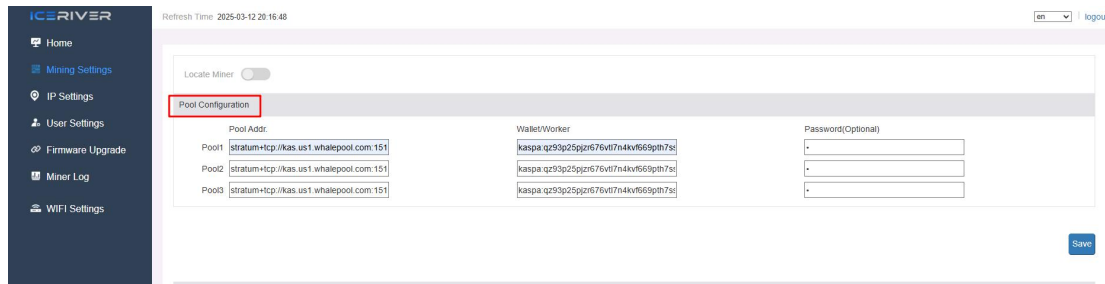 ICERIVER
Refresh Time 2025-03-12 20:16:48
en
logou
Home
Mining Settings
IP Settings
User Settings
Firmware Upgrade
Miner Log
WIFI Settings
Locate Miner
Pool Configuration
Pool Addr. Wallet/Worker Password(Optional)
Pool1 stratum+tcp://kas.us1.whalepool.com:151 kaspa:qz93p25pjzr676vtl7n4kvf669pth7ss •
Pool2 stratum+tcp://kas.us1.whalepool.com:151 kaspa:qz93p25pjzr676vtl7n4kvf669pth7ss •
Pool3 stratum+tcp://kas.us1.whalepool.com:151 kaspa:qz93p25pjzr676vtl7n4kvf669pth7ss •
Save